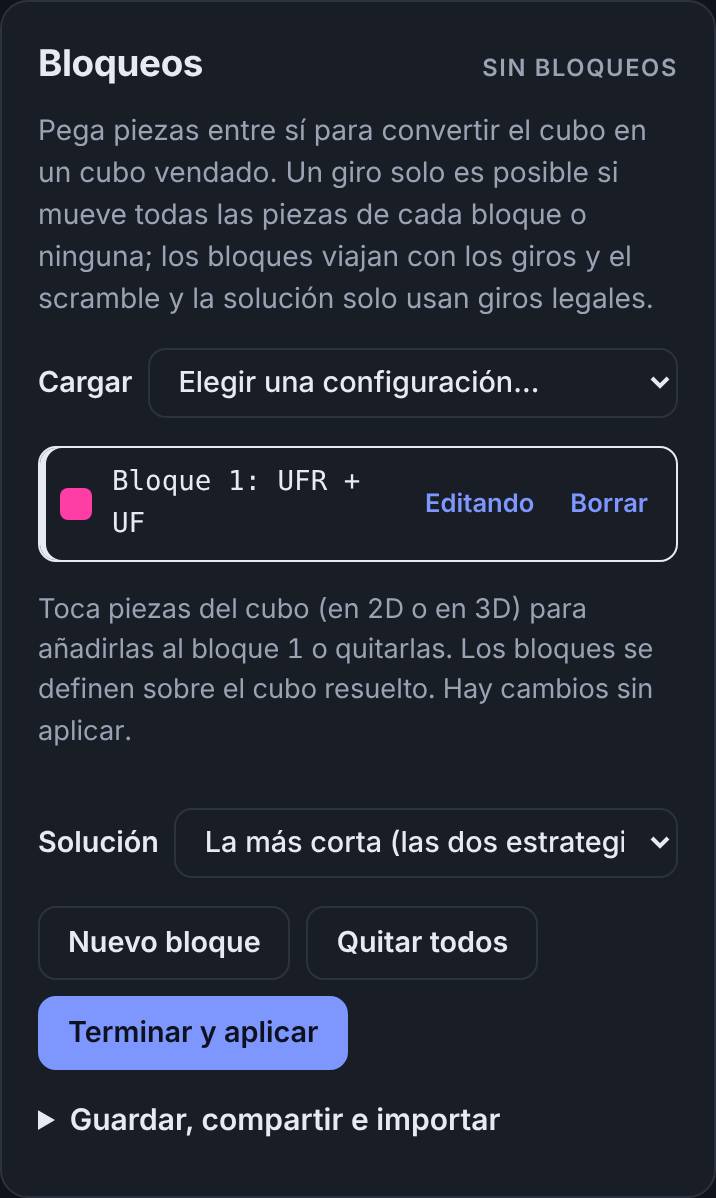 Bloqueos
SIN BLOQUEOS
Pega piezas entre sí para convertir el cubo en
un cubo vendado. Un giro solo es posible si
mueve todas las piezas de cada bloque o
ninguna; los bloques viajan con los giros y el
scramble y la solución solo usan giros legales.
Cargar
Elegir una configuración...
Bloque 1: UFR +
UF
Editando
Borrar
Toca piezas del cubo (en 2D o en 3D) para
añadirlas al bloque 1 o quitarlas. Los bloques se
definen sobre el cubo resuelto. Hay cambios sin
aplicar.
Solución
La más corta (las dos estrategi
Nuevo bloque
Quitar todos
Terminar y aplicar
Guardar, compartir e importar